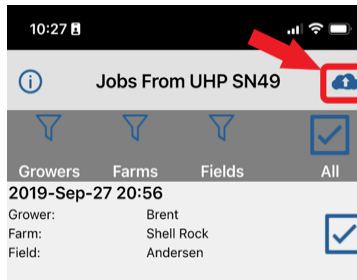 10:27
Jobs From UHP SN49
Growers Farms Fields All
2019-Sep-27 20:56
Grower: Brent
Farm: Shell Rock
Field: Andersen